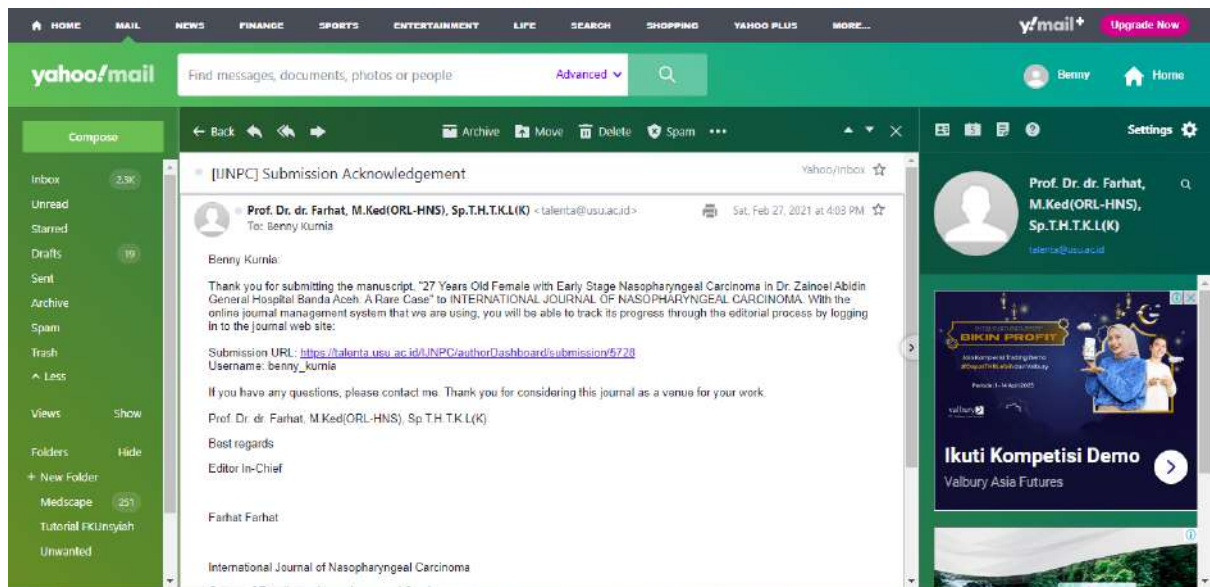 HOME MAIL NEWS FINANCE SPORTS ENTERTAINMENT LIFE SEARCH SHOPPING YAHOO PLUS MORE...
y!mail+ Upgrade Now
yahoo!mail
Find messages, documents, photos or people Advanced
Benny Home
Compose
Back Archive Move Delete Spam
Settings
Inbox 2.3K
Unread
Starred
Drafts 19
Sent
Archive
Spam
Trash
Less
Views Show
Folders Hide
+ New Folder
Medscape 251
Tutorial FKUnsyiah
Unwanted
[IJNPC] Submission Acknowledgement
Yahoo/Inbox
Prof. Dr. dr. Farhat, M.Ked(ORL-HNS), Sp.T.H.T.K.L(K) <talenta@usu.ac.id>
Sat, Feb 27, 2021 at 4:03 PM
To: Benny Kurnia
Benny Kurnia:
Thank you for submitting the manuscript, "27 Years Old Female with Early Stage Nasopharyngeal Carcinoma in Dr. Zainoel Abidin
General Hospital Banda Aceh: A Rare Case" to INTERNATIONAL JOURNAL OF NASOPHARYNGEAL CARCINOMA. With the
online journal management system that we are using, you will be able to track its progress through the editorial process by logging
in to the journal web site:
Submission URL: https://talenta.usu.ac.id/IJNPC/authorDashboard/submission/5728
Username: benny_kurnia
If you have any questions, please contact me. Thank you for considering this journal as a venue for your work.
Prof. Dr. dr. Farhat, M.Ked(ORL-HNS), Sp.T.H.T.K.L(K)
Best regards
Editor In-Chief
Farhat Farhat
International Journal of Nasopharyngeal Carcinoma
Prof. Dr. dr. Farhat,
M.Ked(ORL-HNS),
Sp.T.H.T.K.L(K)
talenta@usu.ac.id
BIKIN PROFIT
valbury
Ikuti Kompetisi Demo
Valbury Asia Futures